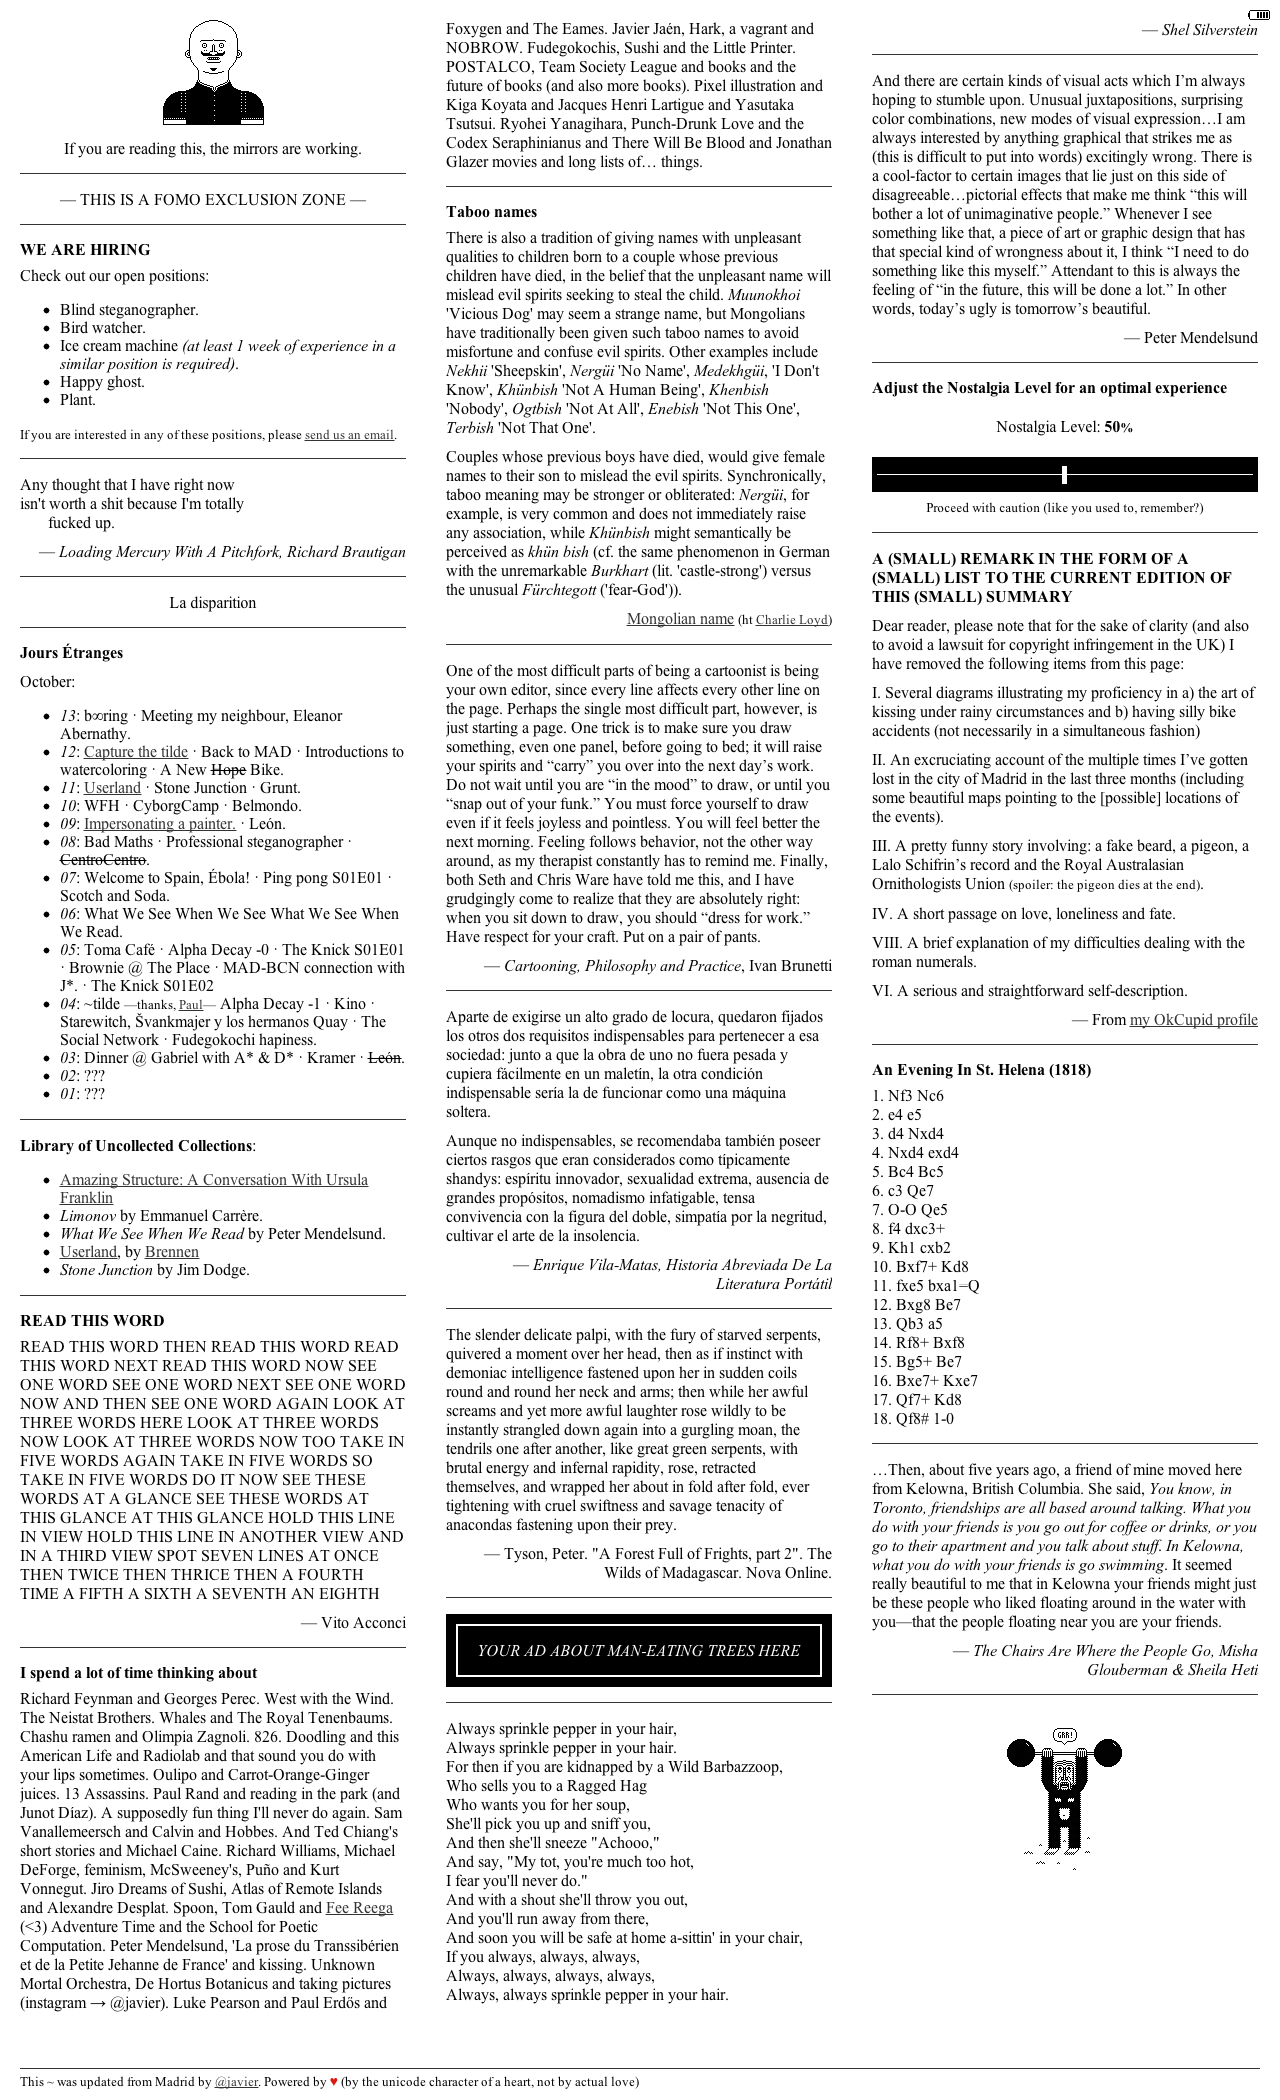 If you are reading this, the mirrors are working.
— THIS IS A FOMO EXCLUSION ZONE —
WE ARE HIRING
Check out our open positions:
Blind steganographer.
Bird watcher.
Ice cream machine (at least 1 week of experience in a
similar position is required).
Happy ghost.
Plant.
If you are interested in any of these positions, please send us an email.
Any thought that I have right now
isn't worth a shit because I'm totally
fucked up.
— Loading Mercury With A Pitchfork, Richard Brautigan
La disparition
Jours Étranges
October:
13: b∞ring · Meeting my neighbour, Eleanor
Abernathy.
12: Capture the tilde · Back to MAD · Introductions to
watercoloring · A New Hope Bike.
11: Userland · Stone Junction · Grunt.
10: WFH · CyborgCamp · Belmondo.
09: Impersonating a painter. · León.
08: Bad Maths · Professional steganographer ·
CentroCentro.
07: Welcome to Spain, Ébola! · Ping pong S01E01 ·
Scotch and Soda.
06: What We See When We See What We See When
We Read.
05: Toma Café · Alpha Decay -0 · The Knick S01E01
· Brownie @ The Place · MAD-BCN connection with
J*. · The Knick S01E02
04: ~tilde —thanks, Paul— Alpha Decay -1 · Kino ·
Starewitch, Švankmajer y los hermanos Quay · The
Social Network · Fudegokochi hapiness.
03: Dinner @ Gabriel with A* & D* · Kramer · León.
02: ???
01: ???
Library of Uncollected Collections:
Amazing Structure: A Conversation With Ursula
Franklin
Limonov by Emmanuel Carrère.
What We See When We Read by Peter Mendelsund.
Userland, by Brennen
Stone Junction by Jim Dodge.
READ THIS WORD
READ THIS WORD THEN READ THIS WORD READ
THIS WORD NEXT READ THIS WORD NOW SEE
ONE WORD SEE ONE WORD NEXT SEE ONE WORD
NOW AND THEN SEE ONE WORD AGAIN LOOK AT
THREE WORDS HERE LOOK AT THREE WORDS
NOW LOOK AT THREE WORDS NOW TOO TAKE IN
FIVE WORDS AGAIN TAKE IN FIVE WORDS SO
TAKE IN FIVE WORDS DO IT NOW SEE THESE
WORDS AT A GLANCE SEE THESE WORDS AT
THIS GLANCE AT THIS GLANCE HOLD THIS LINE
IN VIEW HOLD THIS LINE IN ANOTHER VIEW AND
IN A THIRD VIEW SPOT SEVEN LINES AT ONCE
THEN TWICE THEN THRICE THEN A FOURTH
TIME A FIFTH A SIXTH A SEVENTH AN EIGHTH
— Vito Acconci
I spend a lot of time thinking about
Richard Feynman and Georges Perec. West with the Wind.
The Neistat Brothers. Whales and The Royal Tenenbaums.
Chashu ramen and Olimpia Zagnoli. 826. Doodling and this
American Life and Radiolab and that sound you do with
your lips sometimes. Oulipo and Carrot-Orange-Ginger
juices. 13 Assassins. Paul Rand and reading in the park (and
Junot Díaz). A supposedly fun thing I'll never do again. Sam
Vanallemeersch and Calvin and Hobbes. And Ted Chiang's
short stories and Michael Caine. Richard Williams, Michael
DeForge, feminism, McSweeney's, Puño and Kurt
Vonnegut. Jiro Dreams of Sushi, Atlas of Remote Islands
and Alexandre Desplat. Spoon, Tom Gauld and Fee Reega
(<3) Adventure Time and the School for Poetic
Computation. Peter Mendelsund, 'La prose du Transsibérien
et de la Petite Jehanne de France' and kissing. Unknown
Mortal Orchestra, De Hortus Botanicus and taking pictures
(instagram → @javier). Luke Pearson and Paul Erdös and
Foxygen and The Eames. Javier Jaén, Hark, a vagrant and
NOBROW. Fudegokochis, Sushi and the Little Printer.
POSTALCO, Team Society League and books and the
future of books (and also more books). Pixel illustration and
Kiga Koyata and Jacques Henri Lartigue and Yasutaka
Tsutsui. Ryohei Yanagihara, Punch-Drunk Love and the
Codex Seraphinianus and There Will Be Blood and Jonathan
Glazer movies and long lists of… things.
Taboo names
There is also a tradition of giving names with unpleasant
qualities to children born to a couple whose previous
children have died, in the belief that the unpleasant name will
mislead evil spirits seeking to steal the child. Muunokhoi
'Vicious Dog' may seem a strange name, but Mongolians
have traditionally been given such taboo names to avoid
misfortune and confuse evil spirits. Other examples include
Nekhii 'Sheepskin', Nergüi 'No Name', Medekhgüi, 'I Don't
Know', Khünbish 'Not A Human Being', Khenbish
'Nobody', Ogtbish 'Not At All', Enebish 'Not This One',
Terbish 'Not That One'.
Couples whose previous boys have died, would give female
names to their son to mislead the evil spirits. Synchronically,
taboo meaning may be stronger or obliterated: Nergüi, for
example, is very common and does not immediately raise
any association, while Khünbish might semantically be
perceived as khün bish (cf. the same phenomenon in German
with the unremarkable Burkhart (lit. 'castle-strong') versus
the unusual Fürchtegott ('fear-God')).
Mongolian name (ht Charlie Loyd)
One of the most difficult parts of being a cartoonist is being
your own editor, since every line affects every other line on
the page. Perhaps the single most difficult part, however, is
just starting a page. One trick is to make sure you draw
something, even one panel, before going to bed; it will raise
your spirits and “carry” you over into the next day’s work.
Do not wait until you are “in the mood” to draw, or until you
“snap out of your funk.” You must force yourself to draw
even if it feels joyless and pointless. You will feel better the
next morning. Feeling follows behavior, not the other way
around, as my therapist constantly has to remind me. Finally,
both Seth and Chris Ware have told me this, and I have
grudgingly come to realize that they are absolutely right:
when you sit down to draw, you should “dress for work.”
Have respect for your craft. Put on a pair of pants.
— Cartooning, Philosophy and Practice, Ivan Brunetti
Aparte de exigirse un alto grado de locura, quedaron fijados
los otros dos requisitos indispensables para pertenecer a esa
sociedad: junto a que la obra de uno no fuera pesada y
cupiera fácilmente en un maletín, la otra condición
indispensable sería la de funcionar como una máquina
soltera.
Aunque no indispensables, se recomendaba también poseer
ciertos rasgos que eran considerados como típicamente
shandys: espíritu innovador, sexualidad extrema, ausencia de
grandes propósitos, nomadismo infatigable, tensa
convivencia con la figura del doble, simpatía por la negritud,
cultivar el arte de la insolencia.
— Enrique Vila-Matas, Historia Abreviada De La
Literatura Portátil
The slender delicate palpi, with the fury of starved serpents,
quivered a moment over her head, then as if instinct with
demoniac intelligence fastened upon her in sudden coils
round and round her neck and arms; then while her awful
screams and yet more awful laughter rose wildly to be
instantly strangled down again into a gurgling moan, the
tendrils one after another, like great green serpents, with
brutal energy and infernal rapidity, rose, retracted
themselves, and wrapped her about in fold after fold, ever
tightening with cruel swiftness and savage tenacity of
anacondas fastening upon their prey.
— Tyson, Peter. "A Forest Full of Frights, part 2". The
Wilds of Madagascar. Nova Online.
YOUR AD ABOUT MAN-EATING TREES HERE
Always sprinkle pepper in your hair,
Always sprinkle pepper in your hair.
For then if you are kidnapped by a Wild Barbazzoop,
Who sells you to a Ragged Hag
Who wants you for her soup,
She'll pick you up and sniff you,
And then she'll sneeze "Achooo,"
And say, "My tot, you're much too hot,
I fear you'll never do."
And with a shout she'll throw you out,
And you'll run away from there,
And soon you will be safe at home a-sittin' in your chair,
If you always, always, always,
Always, always, always, always,
Always, always sprinkle pepper in your hair.
— Shel Silverstein
And there are certain kinds of visual acts which I’m always
hoping to stumble upon. Unusual juxtapositions, surprising
color combinations, new modes of visual expression…I am
always interested by anything graphical that strikes me as
(this is difficult to put into words) excitingly wrong. There is
a cool-factor to certain images that lie just on this side of
disagreeable…pictorial effects that make me think “this will
bother a lot of unimaginative people.” Whenever I see
something like that, a piece of art or graphic design that has
that special kind of wrongness about it, I think “I need to do
something like this myself.” Attendant to this is always the
feeling of “in the future, this will be done a lot.” In other
words, today’s ugly is tomorrow’s beautiful.
— Peter Mendelsund
Adjust the Nostalgia Level for an optimal experience
Nostalgia Level: 50%
Proceed with caution (like you used to, remember?)
A (SMALL) REMARK IN THE FORM OF A
(SMALL) LIST TO THE CURRENT EDITION OF
THIS (SMALL) SUMMARY
Dear reader, please note that for the sake of clarity (and also
to avoid a lawsuit for copyright infringement in the UK) I
have removed the following items from this page:
I. Several diagrams illustrating my proficiency in a) the art of
kissing under rainy circumstances and b) having silly bike
accidents (not necessarily in a simultaneous fashion)
II. An excruciating account of the multiple times I’ve gotten
lost in the city of Madrid in the last three months (including
some beautiful maps pointing to the [possible] locations of
the events).
III. A pretty funny story involving: a fake beard, a pigeon, a
Lalo Schifrin’s record and the Royal Australasian
Ornithologists Union (spoiler: the pigeon dies at the end).
IV. A short passage on love, loneliness and fate.
VIII. A brief explanation of my difficulties dealing with the
roman numerals.
VI. A serious and straightforward self-description.
— From my OkCupid profile
An Evening In St. Helena (1818)
1. Nf3 Nc6
2. e4 e5
3. d4 Nxd4
4. Nxd4 exd4
5. Bc4 Bc5
6. c3 Qe7
7. O-O Qe5
8. f4 dxc3+
9. Kh1 cxb2
10. Bxf7+ Kd8
11. fxe5 bxa1=Q
12. Bxg8 Be7
13. Qb3 a5
14. Rf8+ Bxf8
15. Bg5+ Be7
16. Bxe7+ Kxe7
17. Qf7+ Kd8
18. Qf8# 1-0
…Then, about five years ago, a friend of mine moved here
from Kelowna, British Columbia. She said, You know, in
Toronto, friendships are all based around talking. What you
do with your friends is you go out for coffee or drinks, or you
go to their apartment and you talk about stuff. In Kelowna,
what you do with your friends is go swimming. It seemed
really beautiful to me that in Kelowna your friends might just
be these people who liked floating around in the water with
you—that the people floating near you are your friends.
— The Chairs Are Where the People Go, Misha
Glouberman & Sheila Heti
GRR!
This ~ was updated from Madrid by @javier. Powered by ♥ (by the unicode character of a heart, not by actual love)